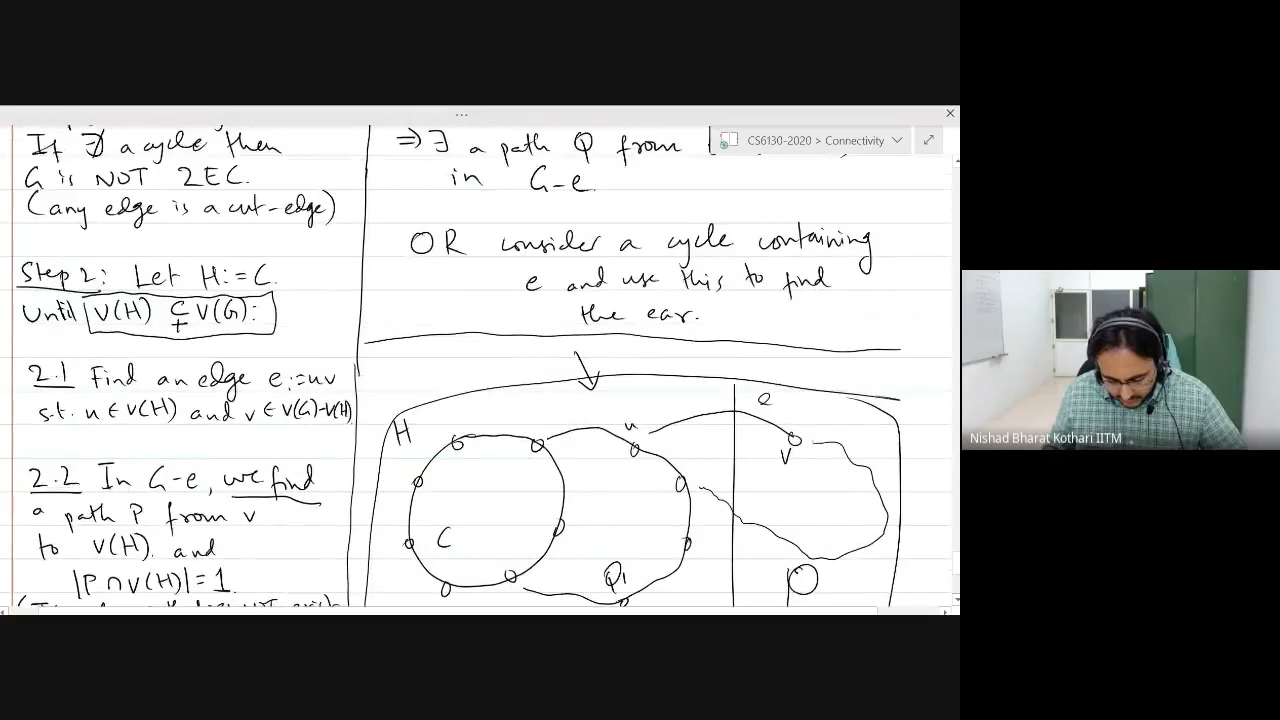 If ∄ a cycle then
G is NOT 2EC.
(any edge is a cut-edge)
Step 2: Let H := C.
Until V(H) ⊊ V(G):
2.1 Find an edge e := uv
s.t. u ∈ V(H) and v ∈ V(G)-V(H).
2.2 In G-e, we find
a path P from v
to V(H). and
|P ∩ V(H)| = 1.
⇒ ∃ a path Q from
in G-e.
OR consider a cycle containing
e and use this to find
the ear.
CS6130-2020 > Connectivity
H
u
e
v
C
Q1
Nishad Bharat Kothari IITM